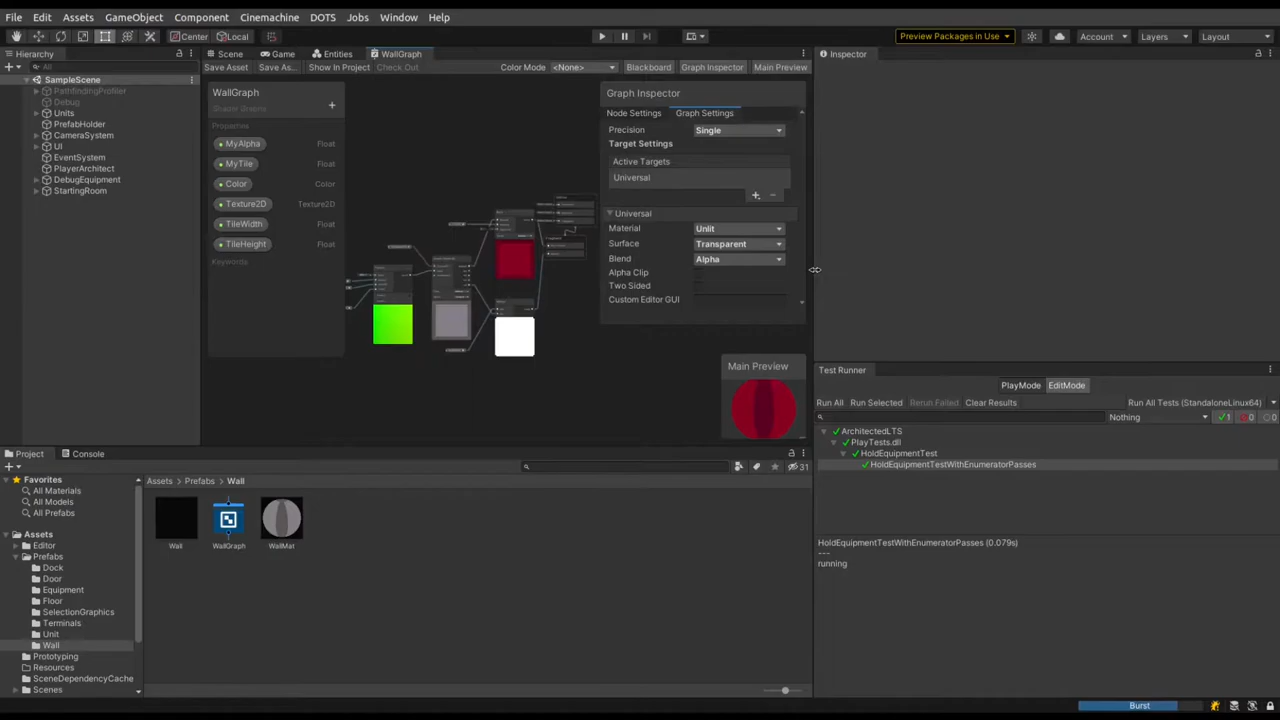 File Edit Assets GameObject Component Cinemachine DOTS Jobs Window Help
Center Local Preview Packages in Use Account Layers Layout
Hierarchy
All
SampleScene
PathfindingProfiler
Debug
Units
PrefabHolder
CameraSystem
UI
EventSystem
PlayerArchitect
DebugEquipment
StartingRoom
Scene Game Entities WallGraph
Save Asset Save As... Show In Project Check Out Color Mode <None> Blackboard Graph Inspector Main Preview
WallGraph
Shader Graphs
Properties
MyAlpha Float
MyTile Float
Color Color
Texture2D Texture2D
TileWidth Float
TileHeight Float
Keywords
Graph Inspector
Node Settings Graph Settings
Precision Single
Target Settings
Active Targets
Universal
Universal
Material Unlit
Surface Transparent
Blend Alpha
Alpha Clip
Two Sided
Custom Editor GUI
Main Preview
Inspector
Test Runner
PlayMode EditMode
Run All Run Selected Rerun Failed Clear Results Run All Tests (StandaloneLinux64)
Nothing 1 0 0
ArchitectedLTS
PlayTests.dll
HoldEquipmentTest
HoldEquipmentTestWithEnumeratorPasses
HoldEquipmentTestWithEnumeratorPasses (0.079s)
---
running
Project Console
31
Favorites
All Materials
All Models
All Prefabs
Assets
Editor
Prefabs
Dock
Door
Equipment
Floor
SelectionGraphics
Terminals
Unit
Wall
Prototyping
Resources
SceneDependencyCache
Scenes
Assets Prefabs Wall
Wall WallGraph WallMat
Burst